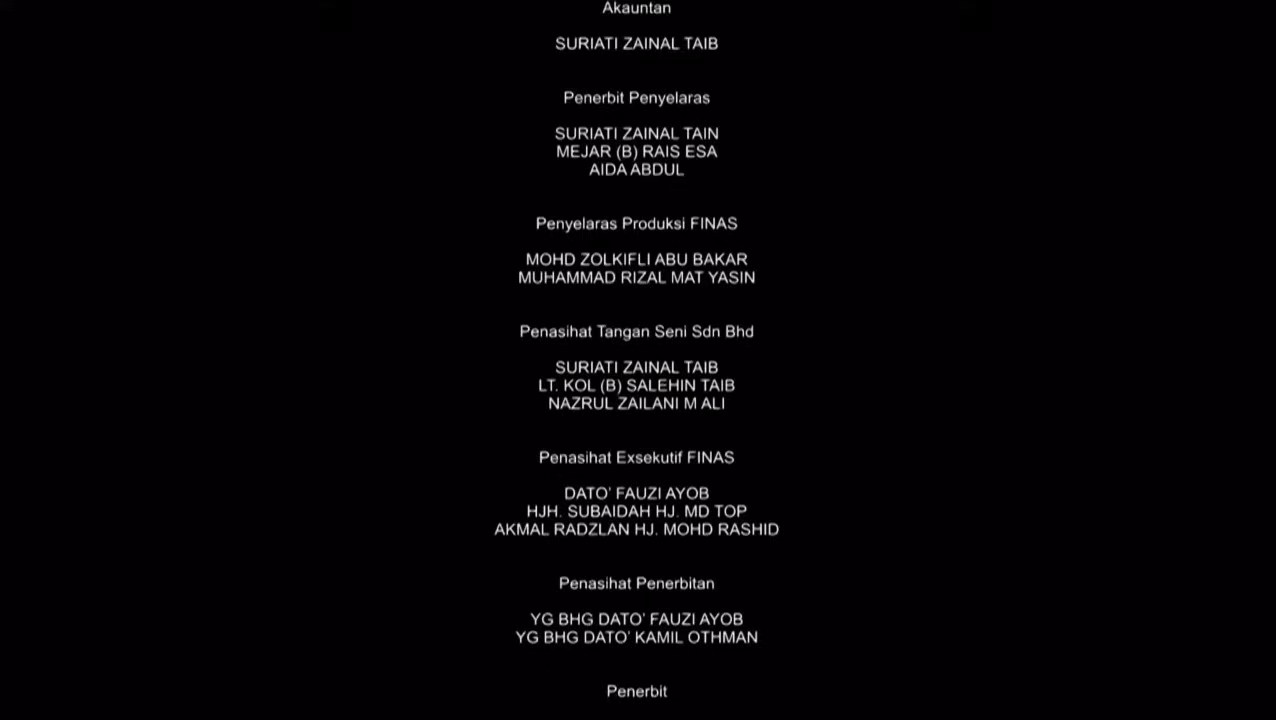 Akauntan
SURIATI ZAINAL TAIB
Penerbit Penyelaras
SURIATI ZAINAL TAIN
MEJAR (B) RAIS ESA
AIDA ABDUL
Penyelaras Produksi FINAS
MOHD ZOLKIFLI ABU BAKAR
MUHAMMAD RIZAL MAT YASIN
Penasihat Tangan Seni Sdn Bhd
SURIATI ZAINAL TAIB
LT. KOL (B) SALEHIN TAIB
NAZRUL ZAILANI M ALI
Penasihat Exsekutif FINAS
DATO' FAUZI AYOB
HJH. SUBAIDAH HJ. MD TOP
AKMAL RADZLAN HJ. MOHD RASHID
Penasihat Penerbitan
YG BHG DATO' FAUZI AYOB
YG BHG DATO' KAMIL OTHMAN
Penerbit